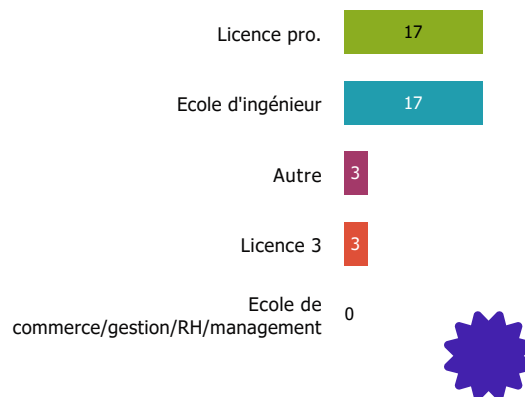 Licence pro.
17
Ecole d'ingénieur
17
Autre
3
Licence 3
3
Ecole de
commerce/gestion/RH/management
0